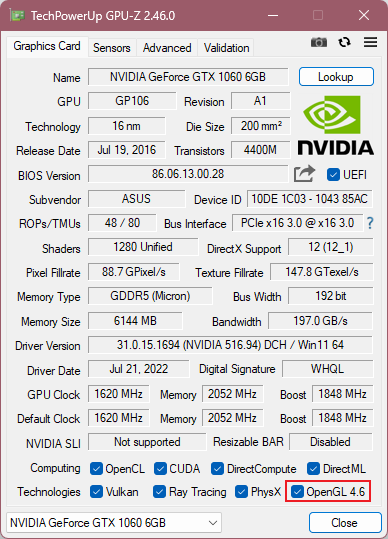 TechPowerUp GPU-Z 2.46.0
Graphics Card Sensors Advanced Validation
Name NVIDIA GeForce GTX 1060 6GB Lookup
GPU GP106 Revision A1
Technology 16 nm Die Size 200 mm²
Release Date Jul 19, 2016 Transistors 4400M
NVIDIA
BIOS Version 86.06.13.00.28 UEFI
Subvendor ASUS Device ID 10DE 1C03 - 1043 85AC
ROPs/TMUs 48 / 80 Bus Interface PCIe x16 3.0 @ x16 3.0 ?
Shaders 1280 Unified DirectX Support 12 (12_1)
Pixel Fillrate 88.7 GPixel/s Texture Fillrate 147.8 GTexel/s
Memory Type GDDR5 (Micron) Bus Width 192 bit
Memory Size 6144 MB Bandwidth 197.0 GB/s
Driver Version 31.0.15.1694 (NVIDIA 516.94) DCH / Win11 64
Driver Date Jul 21, 2022 Digital Signature WHQL
GPU Clock 1620 MHz Memory 2052 MHz Boost 1848 MHz
Default Clock 1620 MHz Memory 2052 MHz Boost 1848 MHz
NVIDIA SLI Not supported Resizable BAR Disabled
Computing OpenCL CUDA DirectCompute DirectML
Technologies Vulkan Ray Tracing PhysX OpenGL 4.6
NVIDIA GeForce GTX 1060 6GB Close